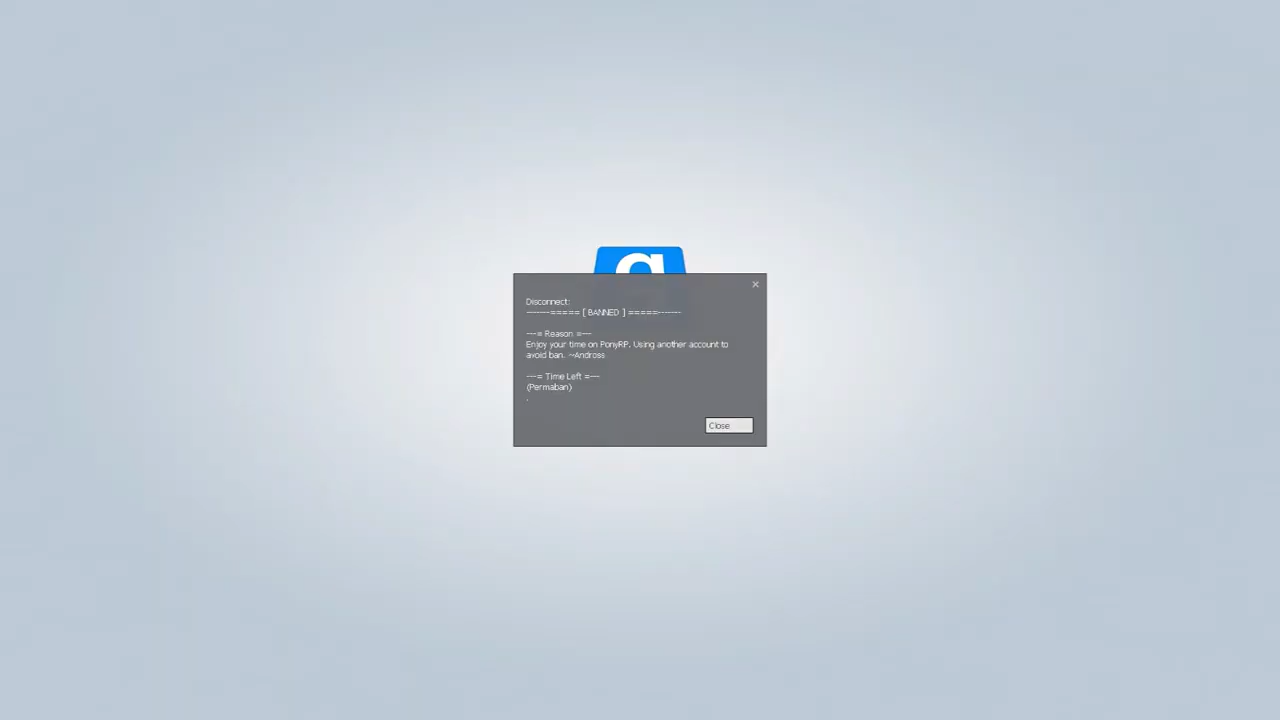 g
Disconnect:
-------===== [ BANNED ] =====-------
---= Reason =---
Enjoy your time on PonyRP. Using another account to
avoid ban. ~Andross
---= Time Left =---
(Permaban)
.
Close